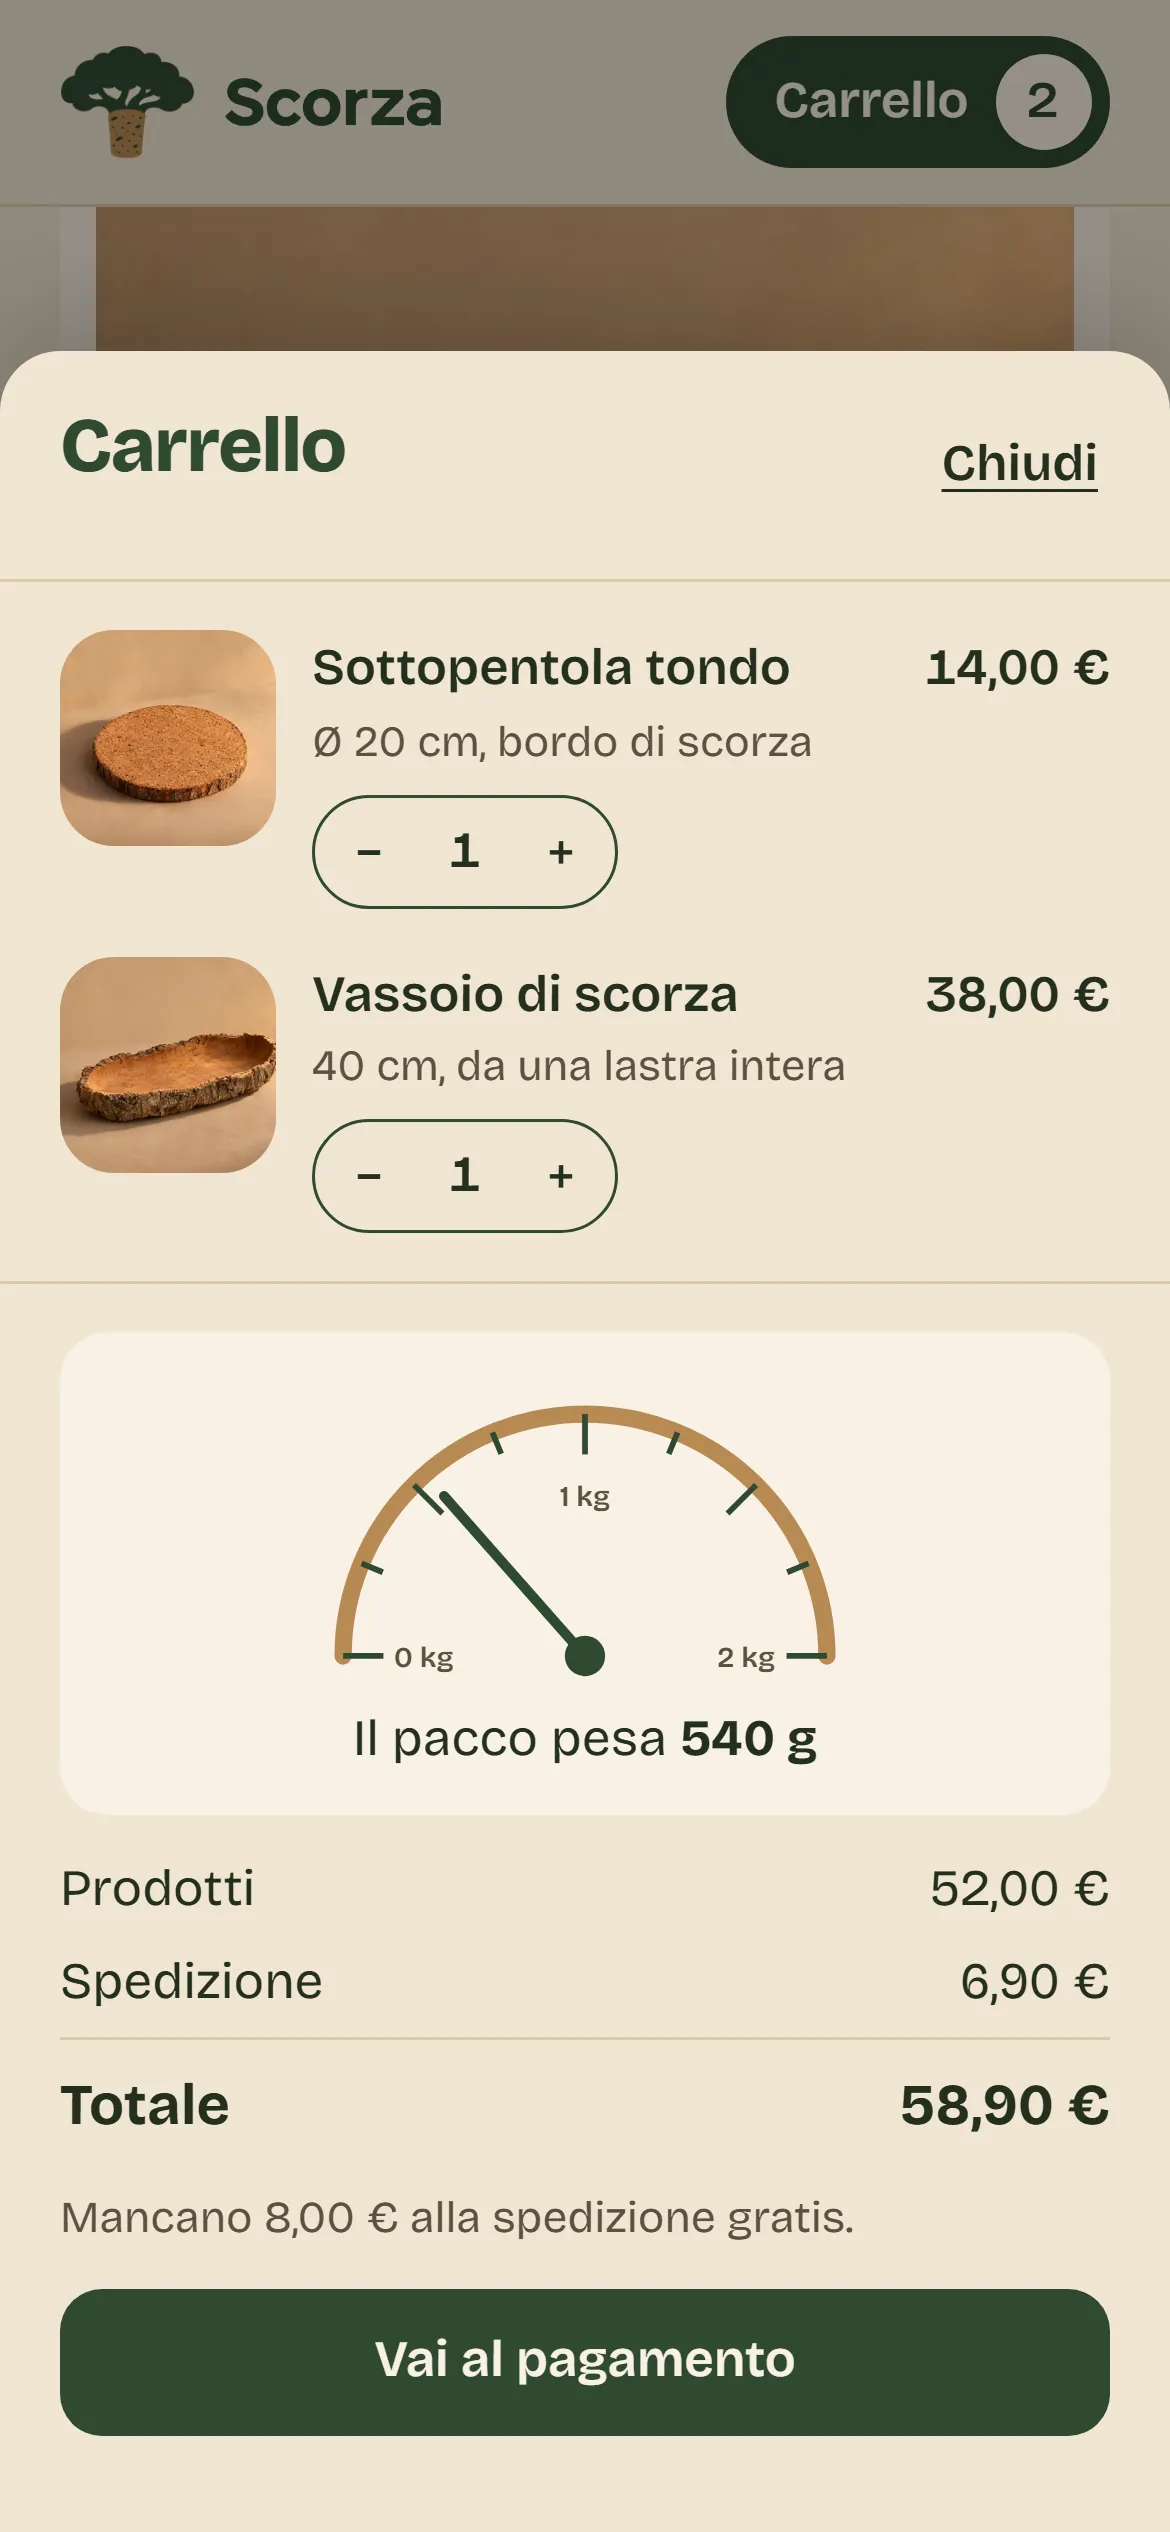 Scorza
Carrello 2
Carrello
Chiudi
Sottopentola tondo 14,00 €
Ø 20 cm, bordo di scorza
− 1 +
Vassoio di scorza 38,00 €
40 cm, da una lastra intera
− 1 +
1 kg
0 kg 2 kg
Il pacco pesa 540 g
Prodotti 52,00 €
Spedizione 6,90 €
Totale 58,90 €
Mancano 8,00 € alla spedizione gratis.
Vai al pagamento